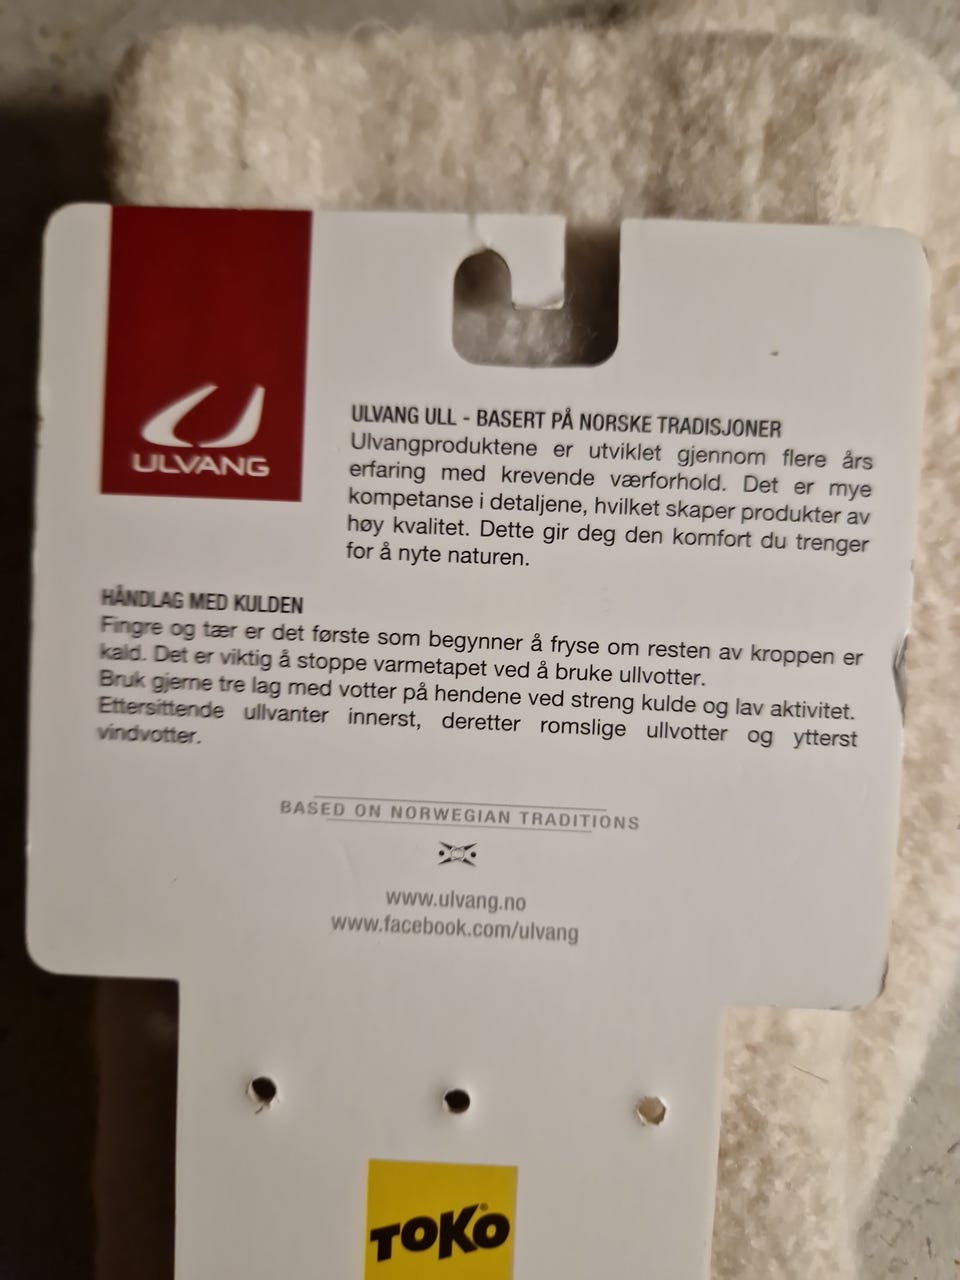 ULVANG
ULVANG ULL - BASERT PÅ NORSKE TRADISJONER
Ulvangproduktene er utviklet gjennom flere års
erfaring med krevende værforhold. Det er mye
kompetanse i detaljene, hvilket skaper produkter av
høy kvalitet. Dette gir deg den komfort du trenger
for å nyte naturen.
HÅNDLAG MED KULDEN
Fingre og tær er det første som begynner å fryse om resten av kroppen er
kald. Det er viktig å stoppe varmetapet ved å bruke ullvotter.
Bruk gjerne tre lag med votter på hendene ved streng kulde og lav aktivitet.
Ettersittende ullvanter innerst, deretter romslige ullvotter og ytterst
vindvotter.
BASED ON NORWEGIAN TRADITIONS
www.ulvang.no
www.facebook.com/ulvang
TOKO®